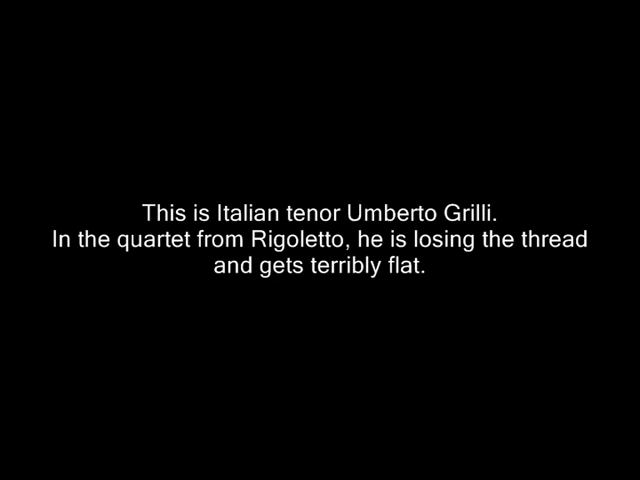 This is Italian tenor Umberto Grilli.
In the quartet from Rigoletto, he is losing the thread
and gets terribly flat.